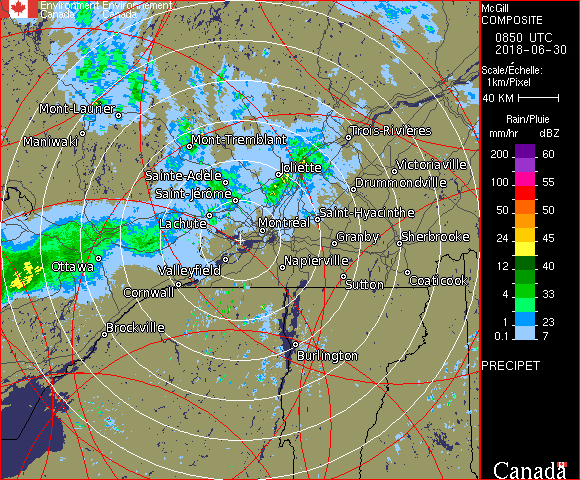 Environment Environnement
Canada Canada
McGill
COMPOSITE
0850 UTC
2018-06-30
Scale/Échelle:
1km/Pixel
40 KM
Rain/Pluie
mm/hr dBZ
200 60
150 57
100 55
50 50
24 45
12 40
4 33
1 23
0.1 7
PRECIPET
Canada
Mont-Laurier
Maniwaki
Mont-Tremblant
Trois-Rivières
Joliette
Victoriaville
Sainte-Adèle
Drummondville
Saint-Jérôme
Lachute
Saint-Hyacinthe
Montréal
Granby
Sherbrooke
Ottawa
Valleyfield
Napierville
Coaticook
Sutton
Cornwall
Brockville
Burlington